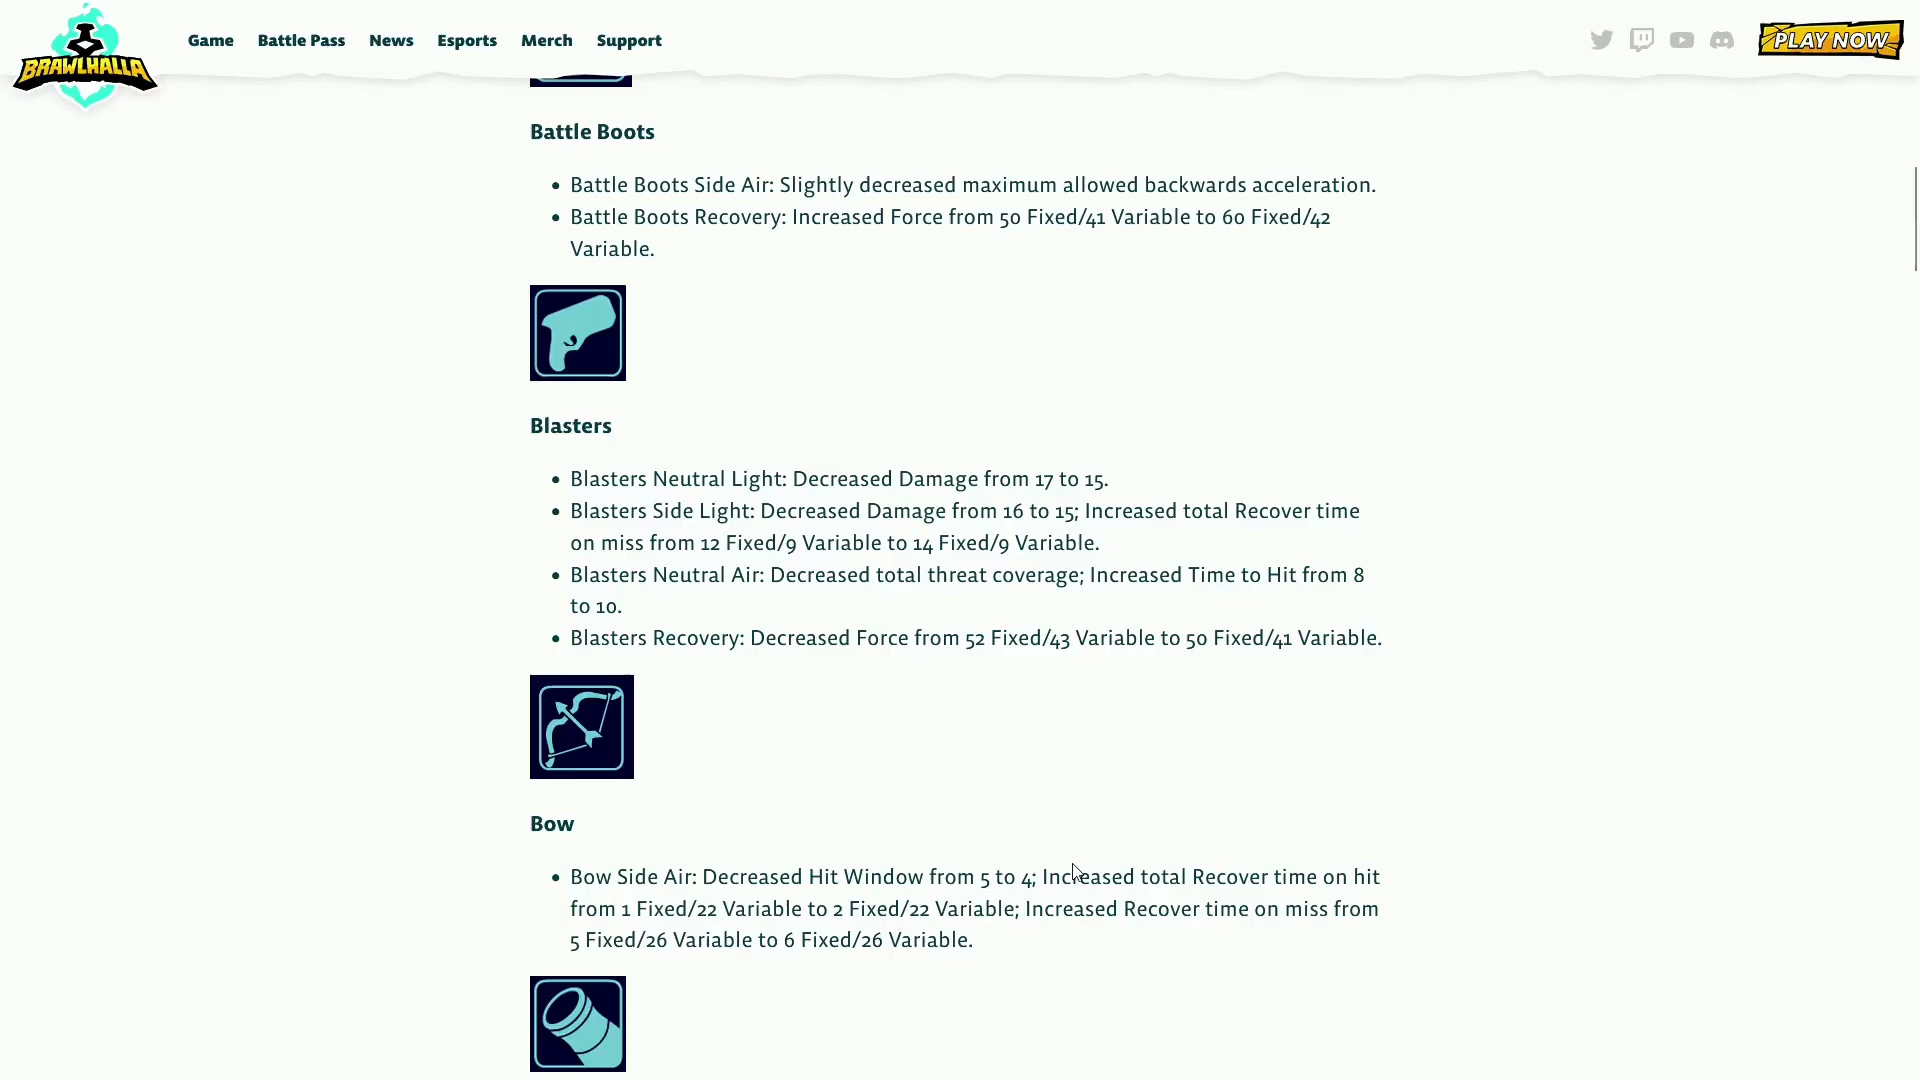 BRAWLHALLA
Game Battle Pass News Esports Merch Support
PLAY NOW
Battle Boots
• Battle Boots Side Air: Slightly decreased maximum allowed backwards acceleration.
• Battle Boots Recovery: Increased Force from 50 Fixed/41 Variable to 60 Fixed/42
Variable.
Blasters
• Blasters Neutral Light: Decreased Damage from 17 to 15.
• Blasters Side Light: Decreased Damage from 16 to 15; Increased total Recover time
on miss from 12 Fixed/9 Variable to 14 Fixed/9 Variable.
• Blasters Neutral Air: Decreased total threat coverage; Increased Time to Hit from 8
to 10.
• Blasters Recovery: Decreased Force from 52 Fixed/43 Variable to 50 Fixed/41 Variable.
Bow
• Bow Side Air: Decreased Hit Window from 5 to 4; Increased total Recover time on hit
from 1 Fixed/22 Variable to 2 Fixed/22 Variable; Increased Recover time on miss from
5 Fixed/26 Variable to 6 Fixed/26 Variable.